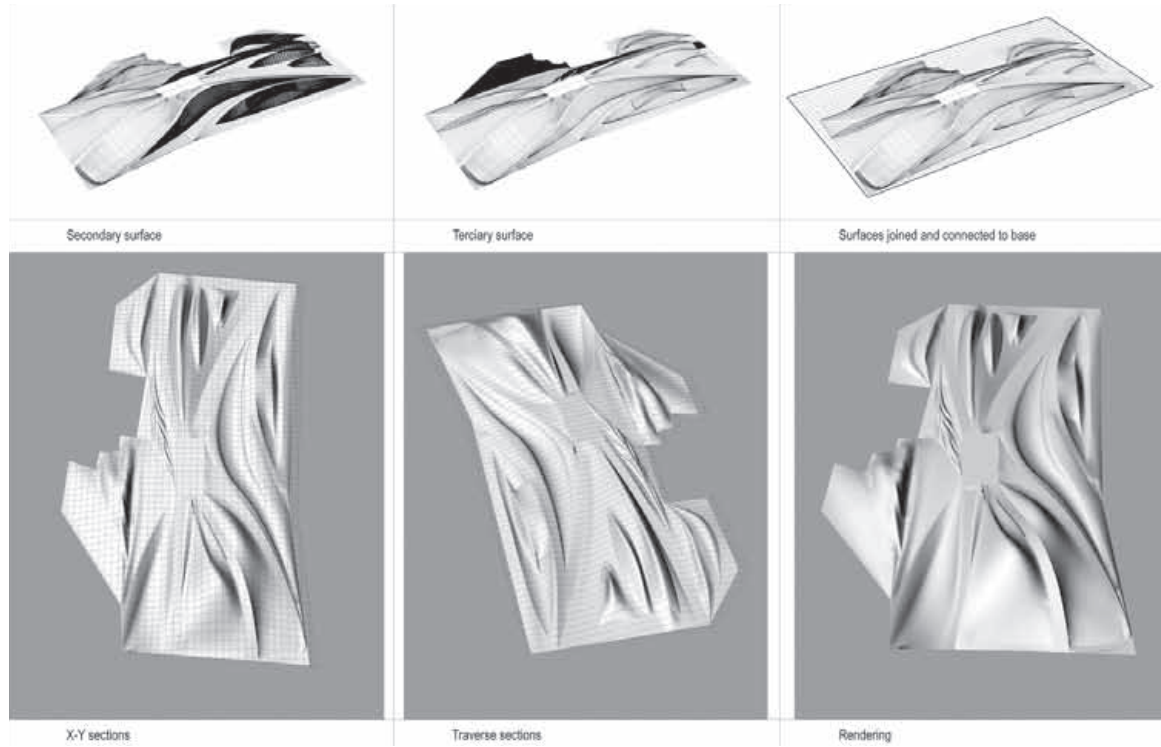 Secondary surface
Terciary surface
Surfaces joined and connected to base
X-Y sections
Traverse sections
Rendering